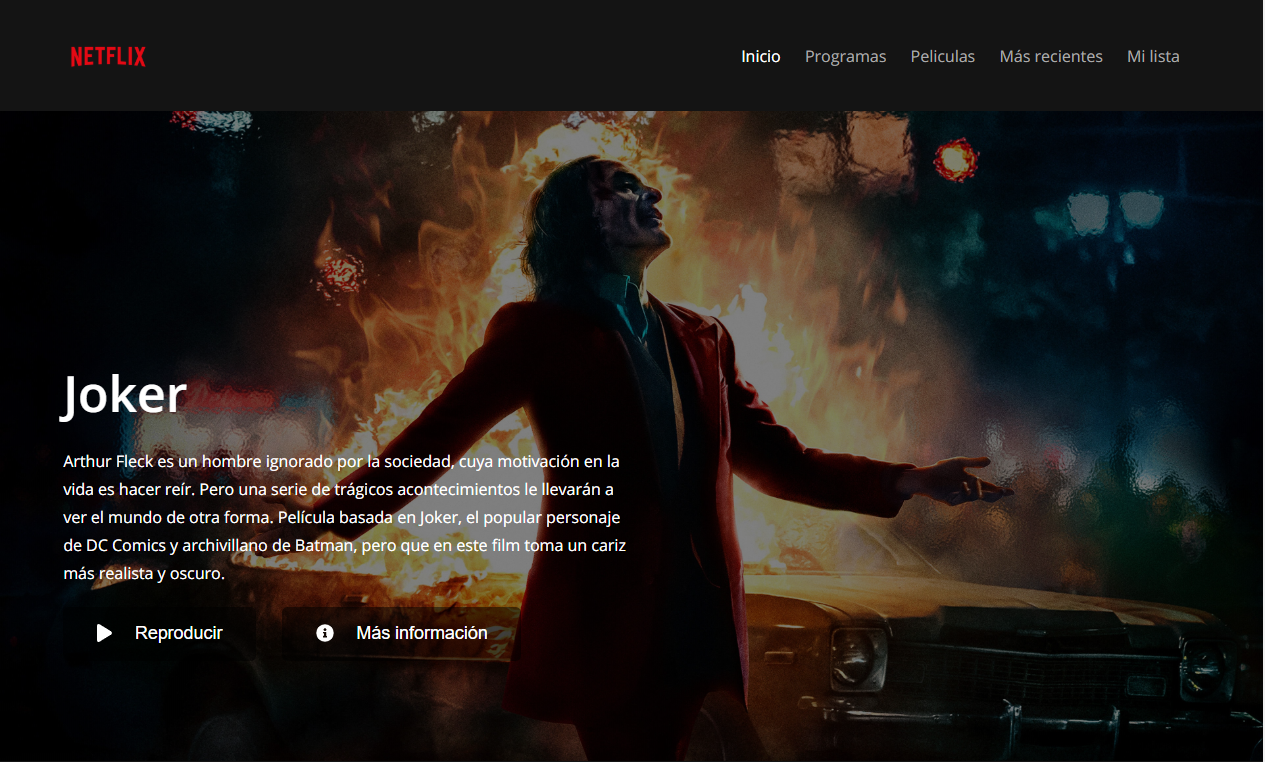 NETFLIX
Inicio Programas Peliculas Más recientes Mi lista
Joker
Arthur Fleck es un hombre ignorado por la sociedad, cuya motivación en la
vida es hacer reír. Pero una serie de trágicos acontecimientos le llevarán a
ver el mundo de otra forma. Película basada en Joker, el popular personaje
de DC Comics y archivillano de Batman, pero que en este film toma un cariz
más realista y oscuro.
Reproducir Más información